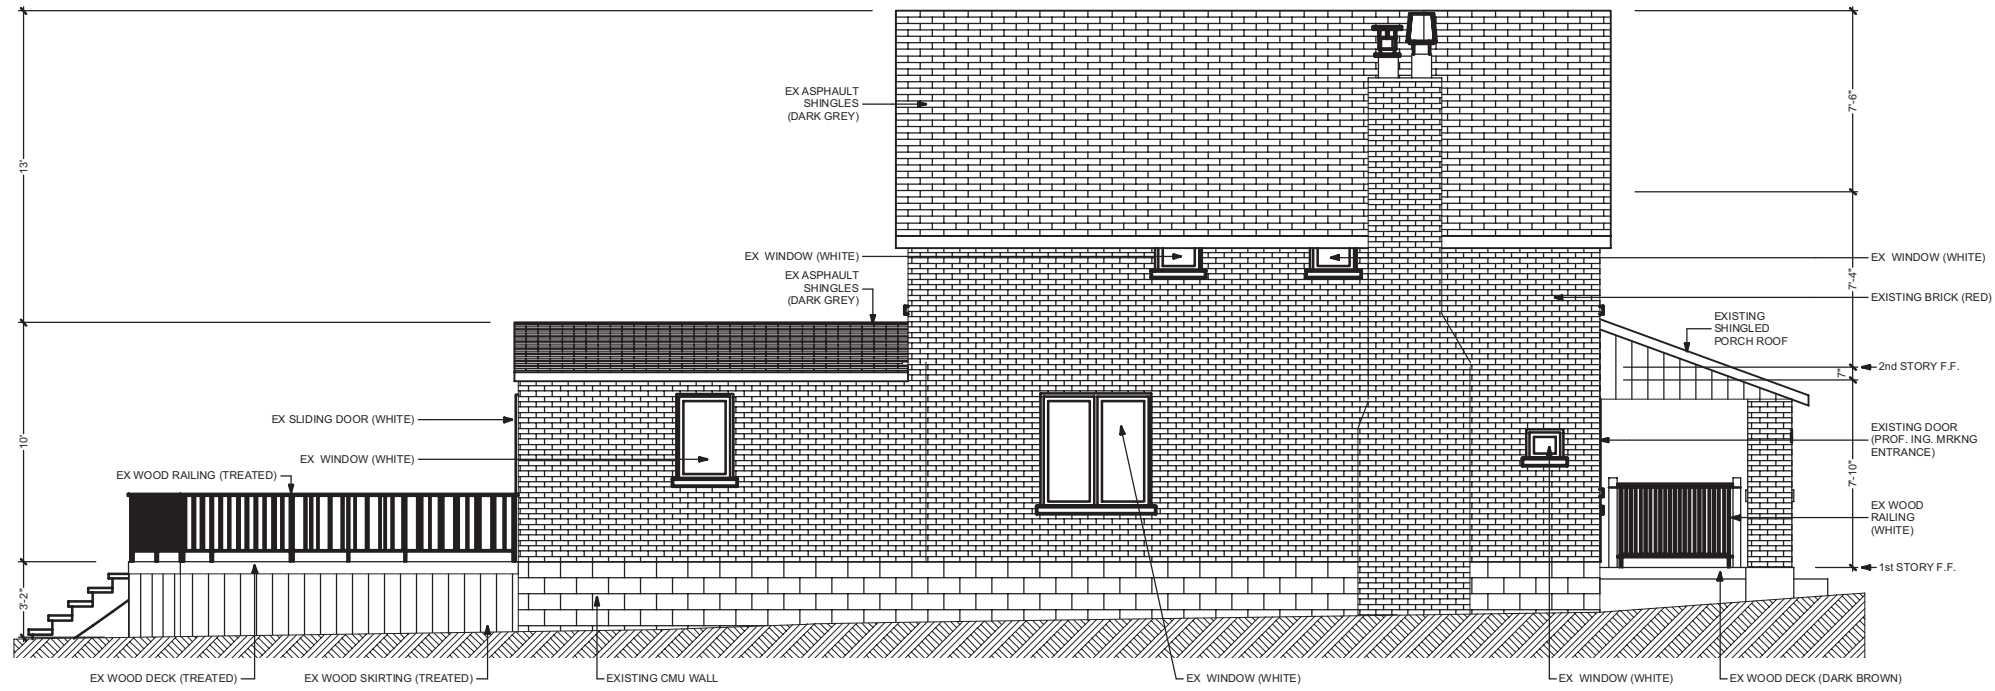 EX ASPHAULT
SHINGLES
(DARK GREY)
7'-6"
13'
EX WINDOW (WHITE)
EX WINDOW (WHITE)
EX ASPHAULT
SHINGLES
(DARK GREY)
7'-4"
EXISTING BRICK (RED)
EXISTING
SHINGLED
PORCH ROOF
2nd STORY F.F.
7"
EX SLIDING DOOR (WHITE)
EXISTING DOOR
(PROF. ING. MRKNG
ENTRANCE)
10'
EX WINDOW (WHITE)
7'-10"
EX WOOD RAILING (TREATED)
EX WOOD
RAILING
(WHITE)
1st STORY F.F.
3'-2"
EX WOOD DECK (TREATED)
EX WOOD SKIRTING (TREATED)
EXISTING CMU WALL
EX WINDOW (WHITE)
EX WINDOW (WHITE)
EX WOOD DECK (DARK BROWN)